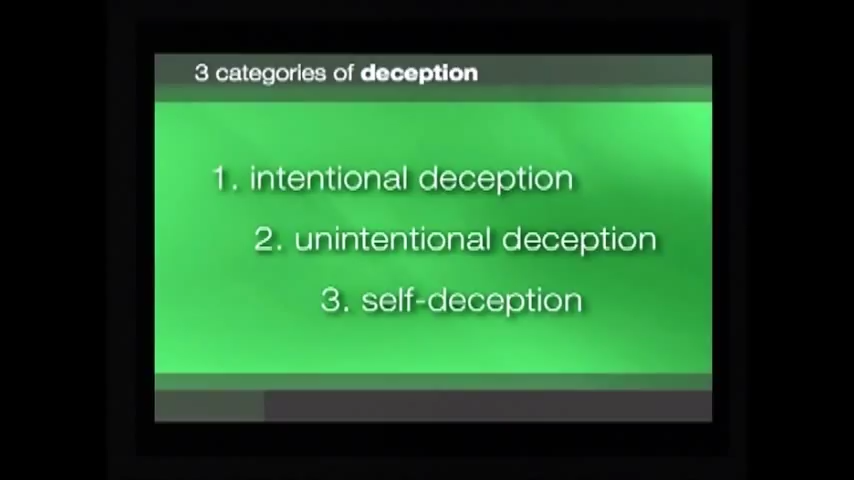 3 categories of deception
1. intentional deception
2. unintentional deception
3. self-deception